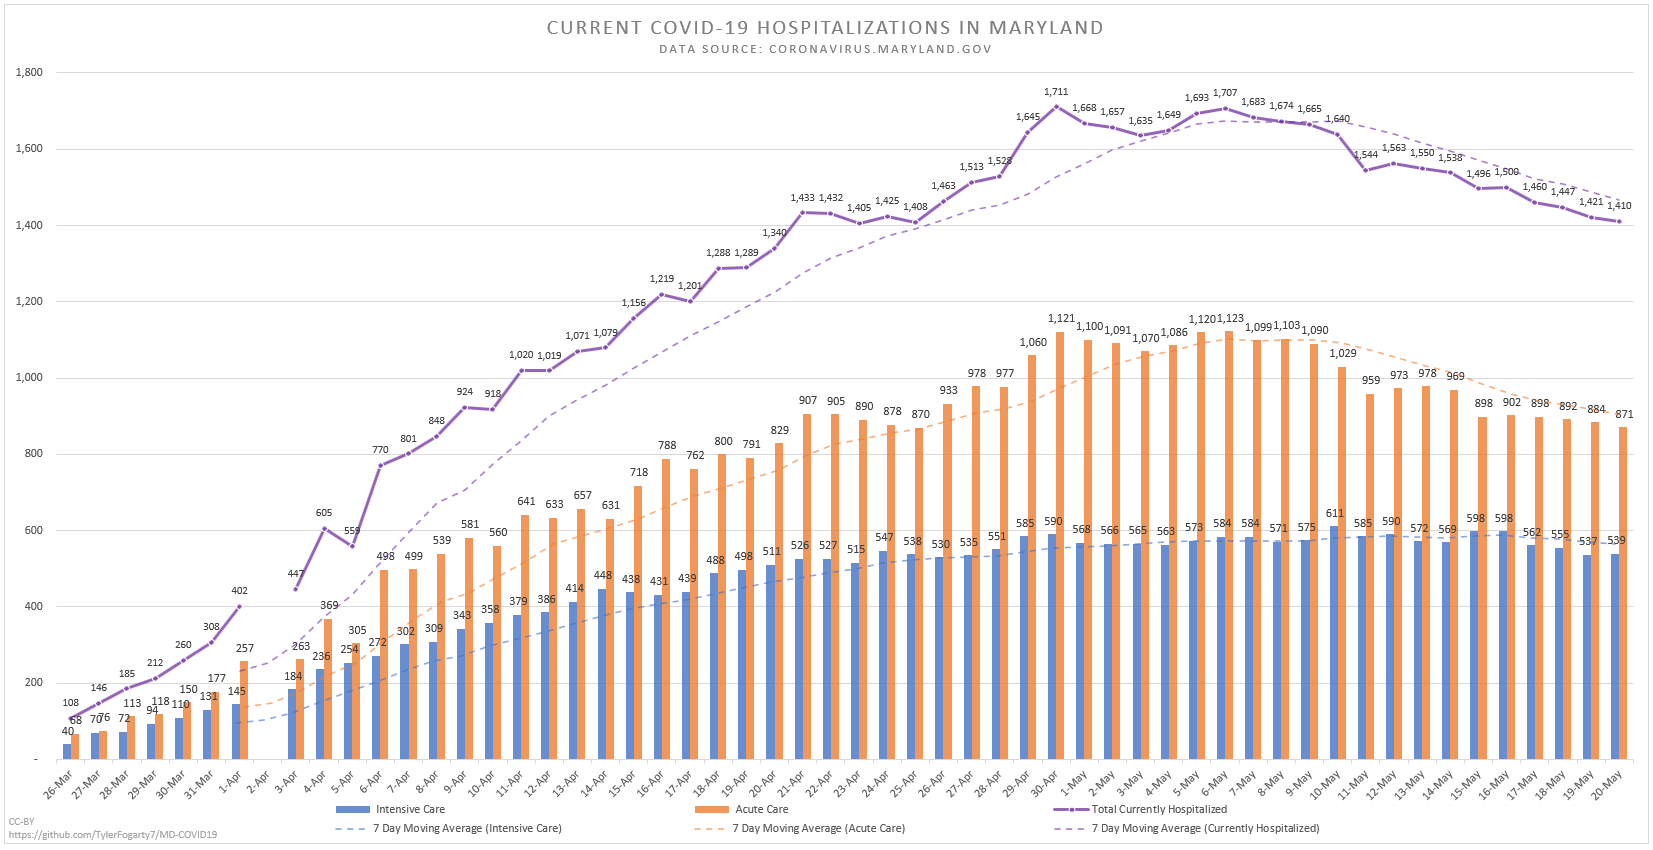 CURRENT COVID-19 HOSPITALIZATIONS IN MARYLAND
DATA SOURCE: CORONAVIRUS.MARYLAND.GOV
1,800
1,600
1,400
1,200
1,000
800
600
400
200
-
108 146 185 212 260 308 402 447 605 559 770 801 848 924 918 1,020 1,019 1,071 1,079 1,156 1,219 1,201 1,288 1,289 1,340 1,433 1,432 1,405 1,425 1,408 1,463 1,513 1,528 1,645 1,711 1,668 1,657 1,635 1,649 1,693 1,707 1,683 1,674 1,665 1,640 1,544 1,563 1,550 1,538 1,496 1,500 1,460 1,447 1,421 1,410
68 76 113 118 150 177 257 263 369 305 498 499 539 581 560 641 633 657 631 718 788 762 800 791 829 907 905 890 878 870 933 978 977 1,060 1,121 1,100 1,091 1,070 1,086 1,120 1,123 1,099 1,103 1,090 1,029 959 973 978 969 898 902 898 892 884 871
40 70 72 94 110 131 145 184 236 254 272 302 309 343 358 379 386 414 448 438 431 439 488 498 511 526 527 515 547 538 530 535 551 585 590 568 566 565 563 573 584 584 571 575 611 585 590 572 569 598 598 562 555 537 539
26-Mar 27-Mar 28-Mar 29-Mar 30-Mar 31-Mar 1-Apr 2-Apr 3-Apr 4-Apr 5-Apr 6-Apr 7-Apr 8-Apr 9-Apr 10-Apr 11-Apr 12-Apr 13-Apr 14-Apr 15-Apr 16-Apr 17-Apr 18-Apr 19-Apr 20-Apr 21-Apr 22-Apr 23-Apr 24-Apr 25-Apr 26-Apr 27-Apr 28-Apr 29-Apr 30-Apr 1-May 2-May 3-May 4-May 5-May 6-May 7-May 8-May 9-May 10-May 11-May 12-May 13-May 14-May 15-May 16-May 17-May 18-May 19-May 20-May
Intensive Care Acute Care Total Currently Hospitalized
7 Day Moving Average (Intensive Care) 7 Day Moving Average (Acute Care) 7 Day Moving Average (Currently Hospitalized)
CC-BY
https://github.com/TylerFogarty7/MD-COVID19